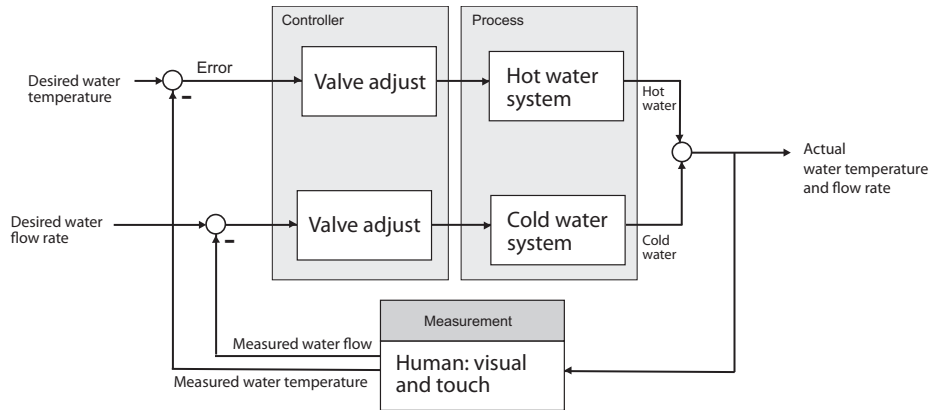 Controller
Process
Desired water
temperature
Error
-
Valve adjust
Hot water
system
Hot
water
Actual
water temperature
and flow rate
Desired water
flow rate
-
Valve adjust
Cold water
system
Cold
water
Measurement
Measured water flow
Human: visual
and touch
Measured water temperature